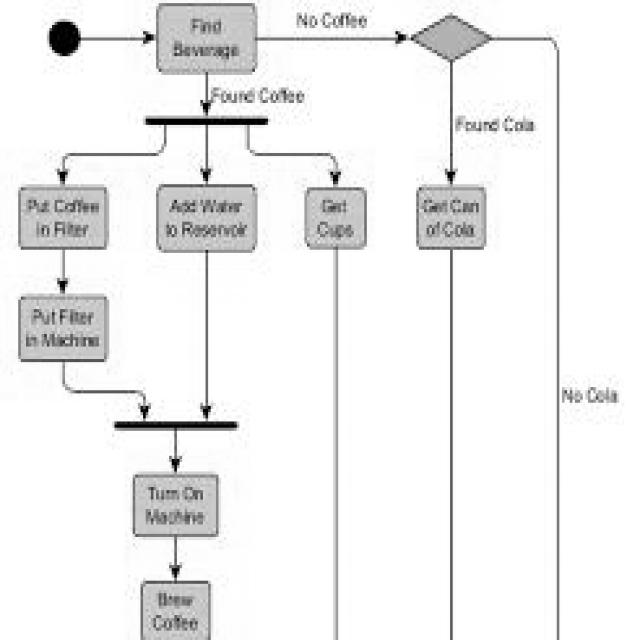 Find
Beverage
No Coffee
Found Coffee
Found Cola
Put Coffee
in Filter
Add Water
to Reservoir
Get
Cups
Get Can
of Cola
Put Filter
in Machine
No Cola
Turn On
Machine
Brew
Coffee